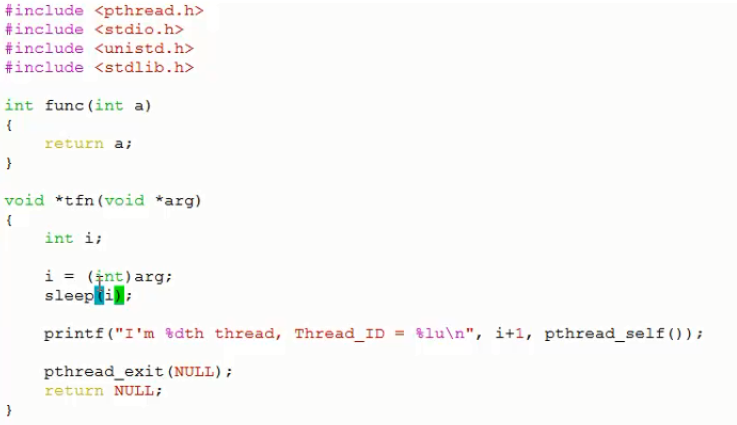 #include <pthread.h>
#include <stdio.h>
#include <unistd.h>
#include <stdlib.h>
int func(int a)
{
    return a;
}
void *tfn(void *arg)
{
    int i;
    i = (int)arg;
    sleep(i);
    printf("I'm %dth thread, Thread_ID = %lu\n", i+1, pthread_self());
    pthread_exit(NULL);
    return NULL;
}